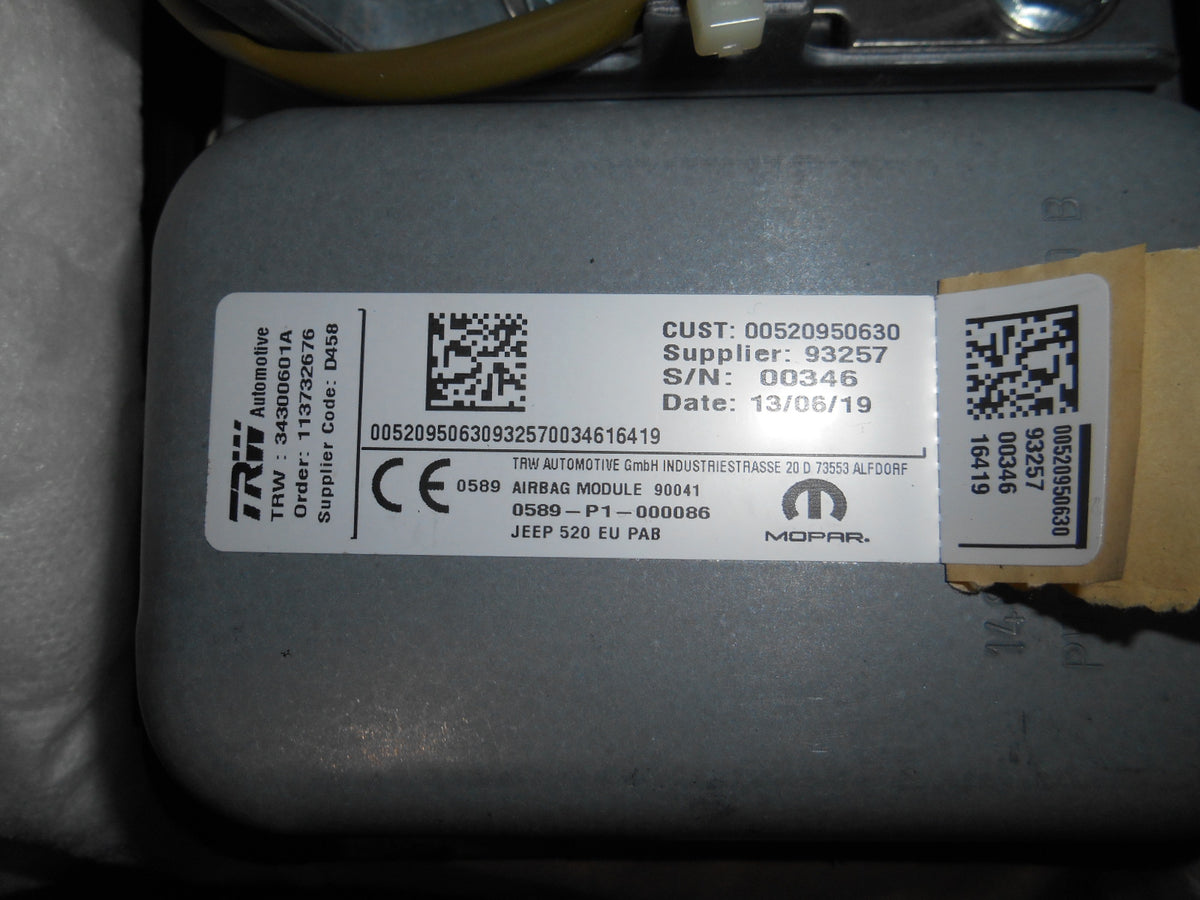 TRW Automotive
TRW : 34300601A
Order: 113732676
Supplier Code: D458
CUST: 00520950630
Supplier: 93257
S/N: 00346
Date: 13/06/19
00520950630932570034616419
TRW AUTOMOTIVE GmbH INDUSTRIESTRASSE 20 D 73553 ALFDORF
CE 0589 AIRBAG MODULE 90041
0589-P1-000086
JEEP 520 EU PAB
MOPAR.
00520950630
93257
00346
16419
B